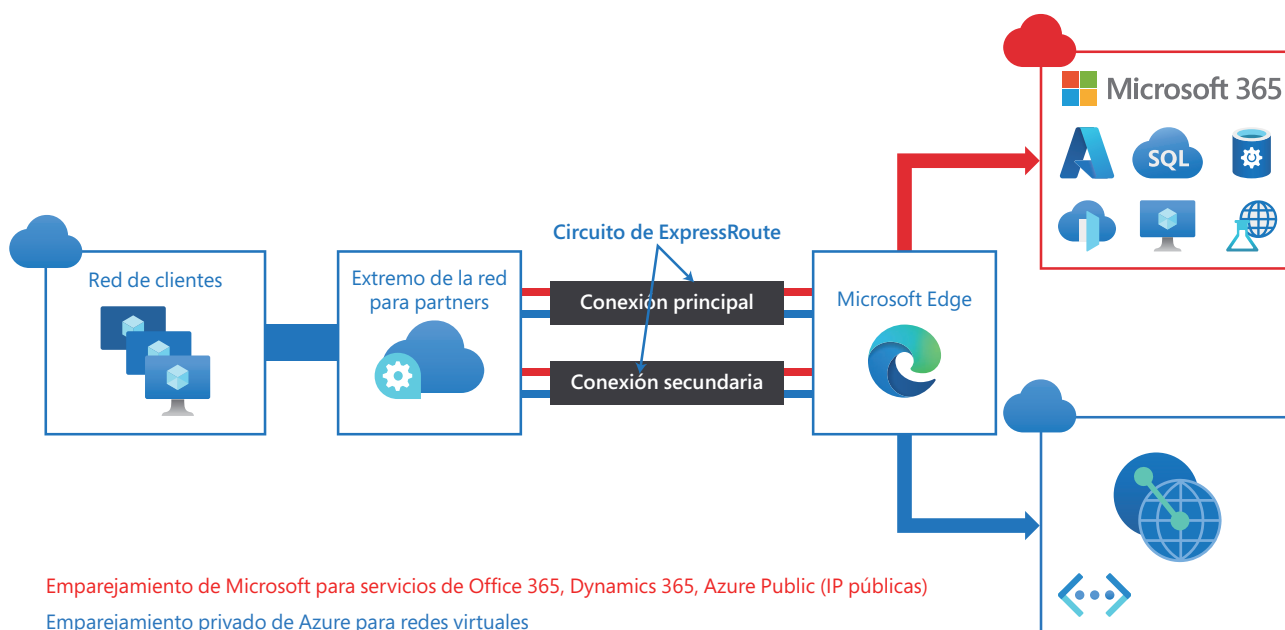 Microsoft 365
SQL
Circuito de ExpressRoute
Red de clientes
Extremo de la red
para partners
Conexión principal
Conexión secundaria
Microsoft Edge
Emparejamiento de Microsoft para servicios de Office 365, Dynamics 365, Azure Public (IP públicas)
Emparejamiento privado de Azure para redes virtuales